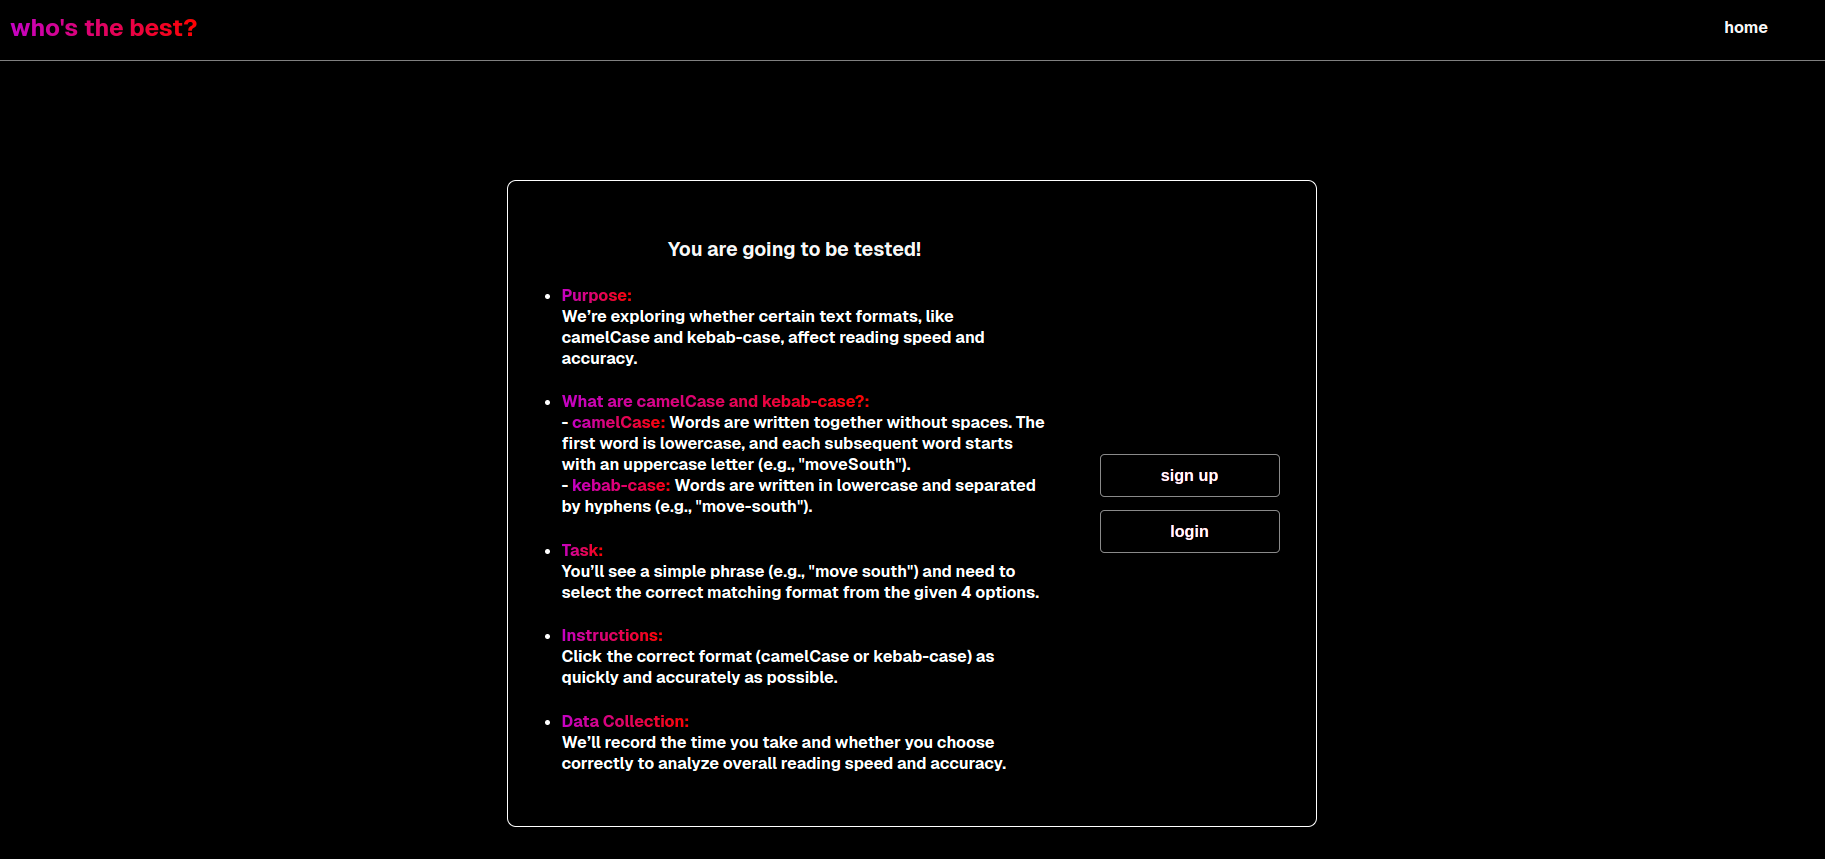 who's the best?
home
You are going to be tested!
• Purpose:
We’re exploring whether certain text formats, like
camelCase and kebab-case, affect reading speed and
accuracy.
• What are camelCase and kebab-case?:
- camelCase: Words are written together without spaces. The
first word is lowercase, and each subsequent word starts
with an uppercase letter (e.g., "moveSouth").
- kebab-case: Words are written in lowercase and separated
by hyphens (e.g., "move-south").
• Task:
You’ll see a simple phrase (e.g., "move south") and need to
select the correct matching format from the given 4 options.
• Instructions:
Click the correct format (camelCase or kebab-case) as
quickly and accurately as possible.
• Data Collection:
We’ll record the time you take and whether you choose
correctly to analyze overall reading speed and accuracy.
sign up
login